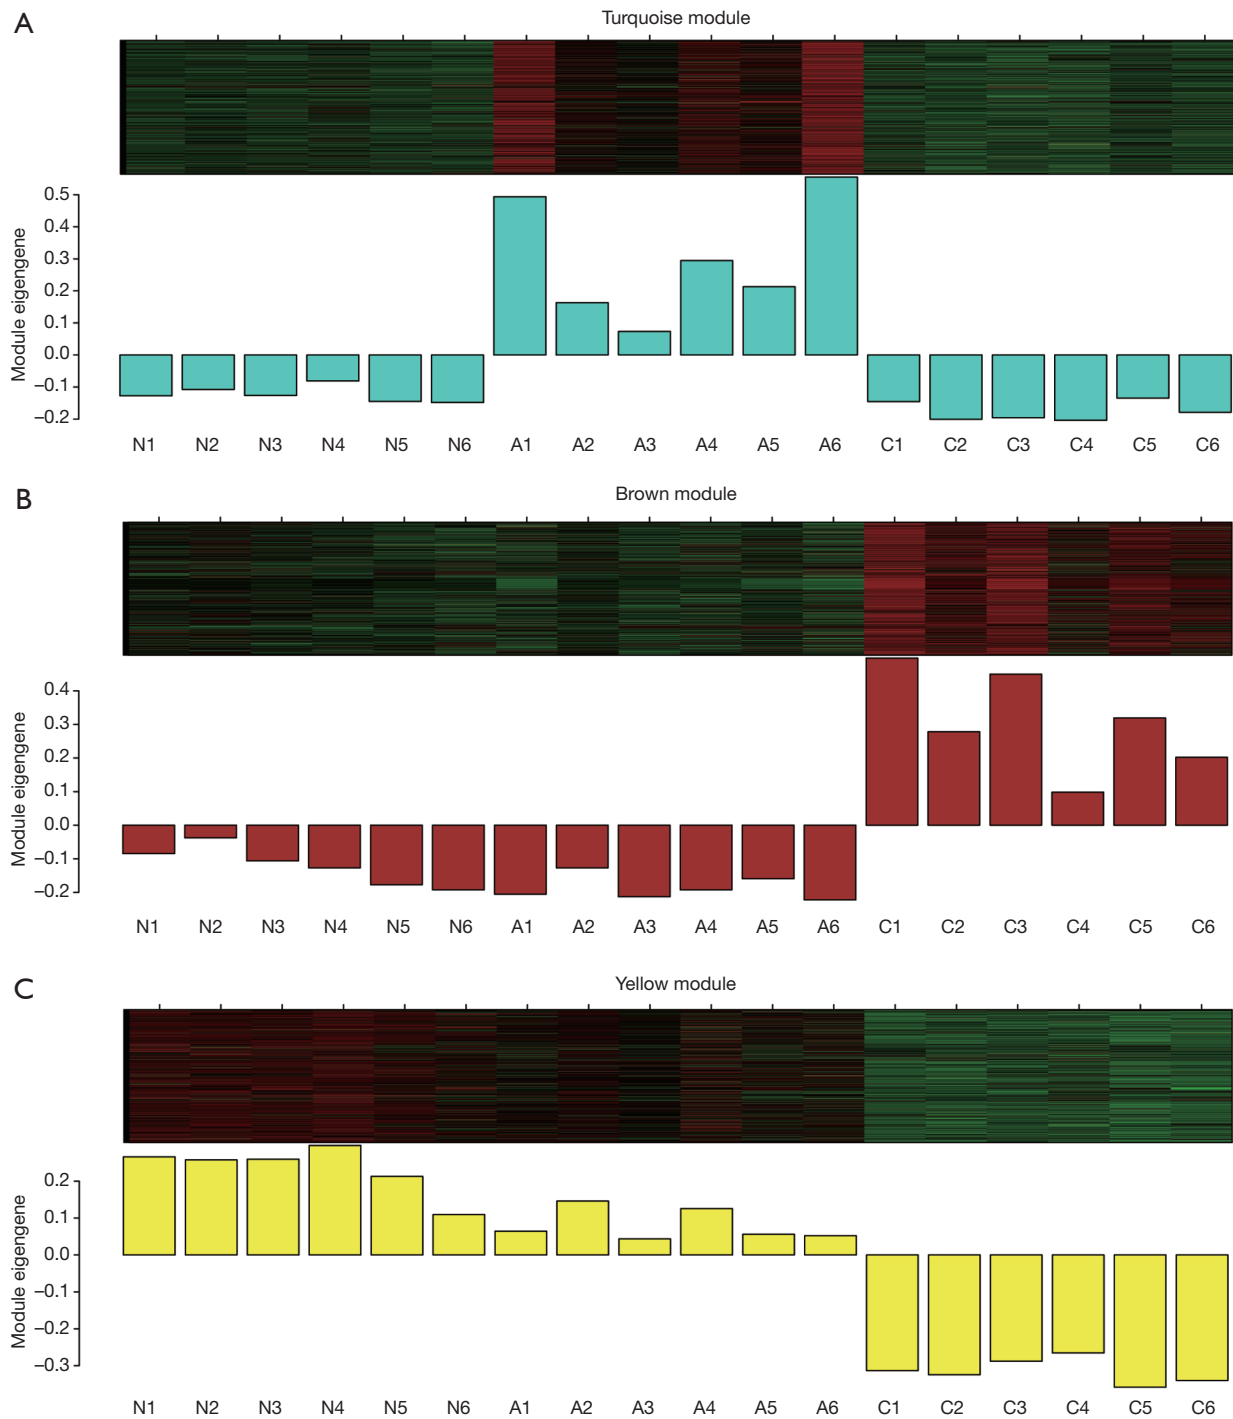 A
Turquoise module
Module eigengene
0.5
0.4
0.3
0.2
0.1
0.0
–0.1
–0.2
N1 N2 N3 N4 N5 N6 A1 A2 A3 A4 A5 A6 C1 C2 C3 C4 C5 C6
B
Brown module
Module eigengene
0.4
0.3
0.2
0.1
0.0
–0.1
–0.2
N1 N2 N3 N4 N5 N6 A1 A2 A3 A4 A5 A6 C1 C2 C3 C4 C5 C6
C
Yellow module
Module eigengene
0.2
0.1
0.0
–0.1
–0.2
–0.3
N1 N2 N3 N4 N5 N6 A1 A2 A3 A4 A5 A6 C1 C2 C3 C4 C5 C6